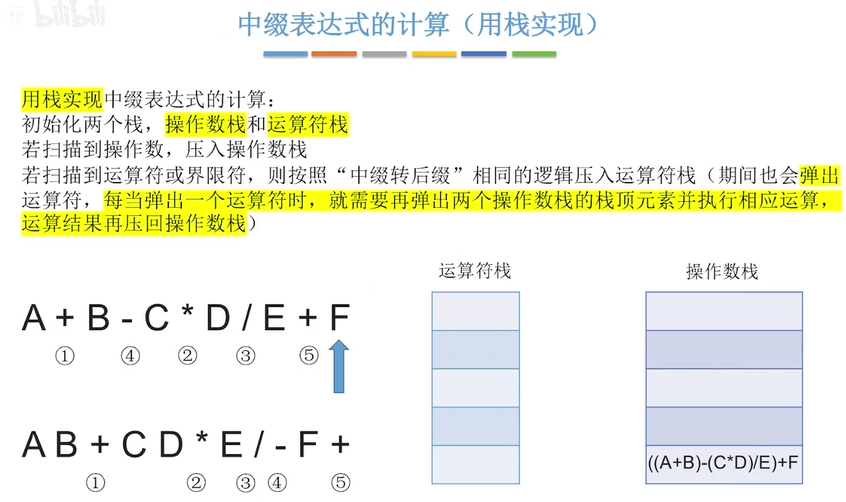 bilibili
中缀表达式的计算（用栈实现）
用栈实现中缀表达式的计算：
初始化两个栈，操作数栈和运算符栈
若扫描到操作数，压入操作数栈
若扫描到运算符或界限符，则按照“中缀转后缀”相同的逻辑压入运算符栈（期间也会弹出
运算符，每当弹出一个运算符时，就需要再弹出两个操作数栈的栈顶元素并执行相应运算，
运算结果再压回操作数栈）
运算符栈 操作数栈
A + B - C * D / E + F
① ④ ② ③ ⑤
A B + C D * E / - F +
① ② ③ ④ ⑤
((A+B)-(C*D)/E)+F